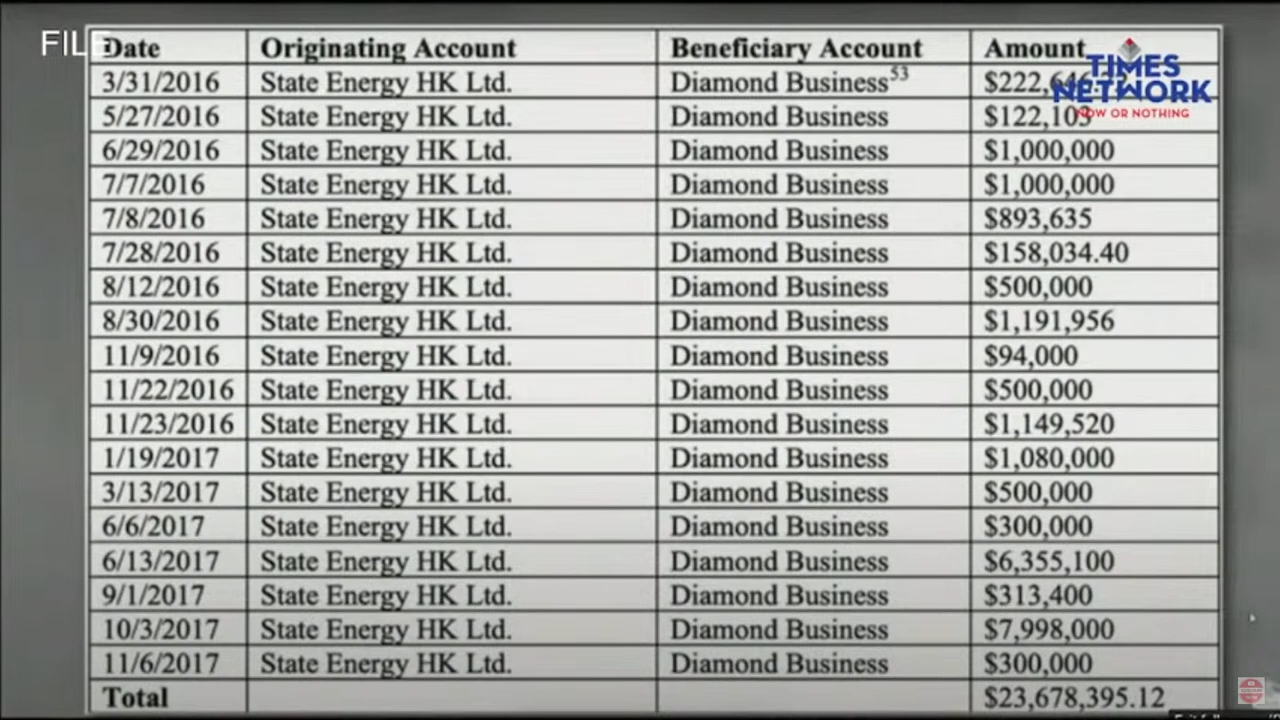 FILE
Date Originating Account Beneficiary Account Amount
TIMES
NETWORK
NOW OR NOTHING
3/31/2016 State Energy HK Ltd. Diamond Business53
5/27/2016 State Energy HK Ltd. Diamond Business $122,103
6/29/2016 State Energy HK Ltd. Diamond Business $1,000,000
7/7/2016 State Energy HK Ltd. Diamond Business $1,000,000
7/8/2016 State Energy HK Ltd. Diamond Business $893,635
7/28/2016 State Energy HK Ltd. Diamond Business $158,034.40
8/12/2016 State Energy HK Ltd. Diamond Business $500,000
8/30/2016 State Energy HK Ltd. Diamond Business $1,191,956
11/9/2016 State Energy HK Ltd. Diamond Business $94,000
11/22/2016 State Energy HK Ltd. Diamond Business $500,000
11/23/2016 State Energy HK Ltd. Diamond Business $1,149,520
1/19/2017 State Energy HK Ltd. Diamond Business $1,080,000
3/13/2017 State Energy HK Ltd. Diamond Business $500,000
6/6/2017 State Energy HK Ltd. Diamond Business $300,000
6/13/2017 State Energy HK Ltd. Diamond Business $6,355,100
9/1/2017 State Energy HK Ltd. Diamond Business $313,400
10/3/2017 State Energy HK Ltd. Diamond Business $7,998,000
11/6/2017 State Energy HK Ltd. Diamond Business $300,000
Total $23,678,395.12